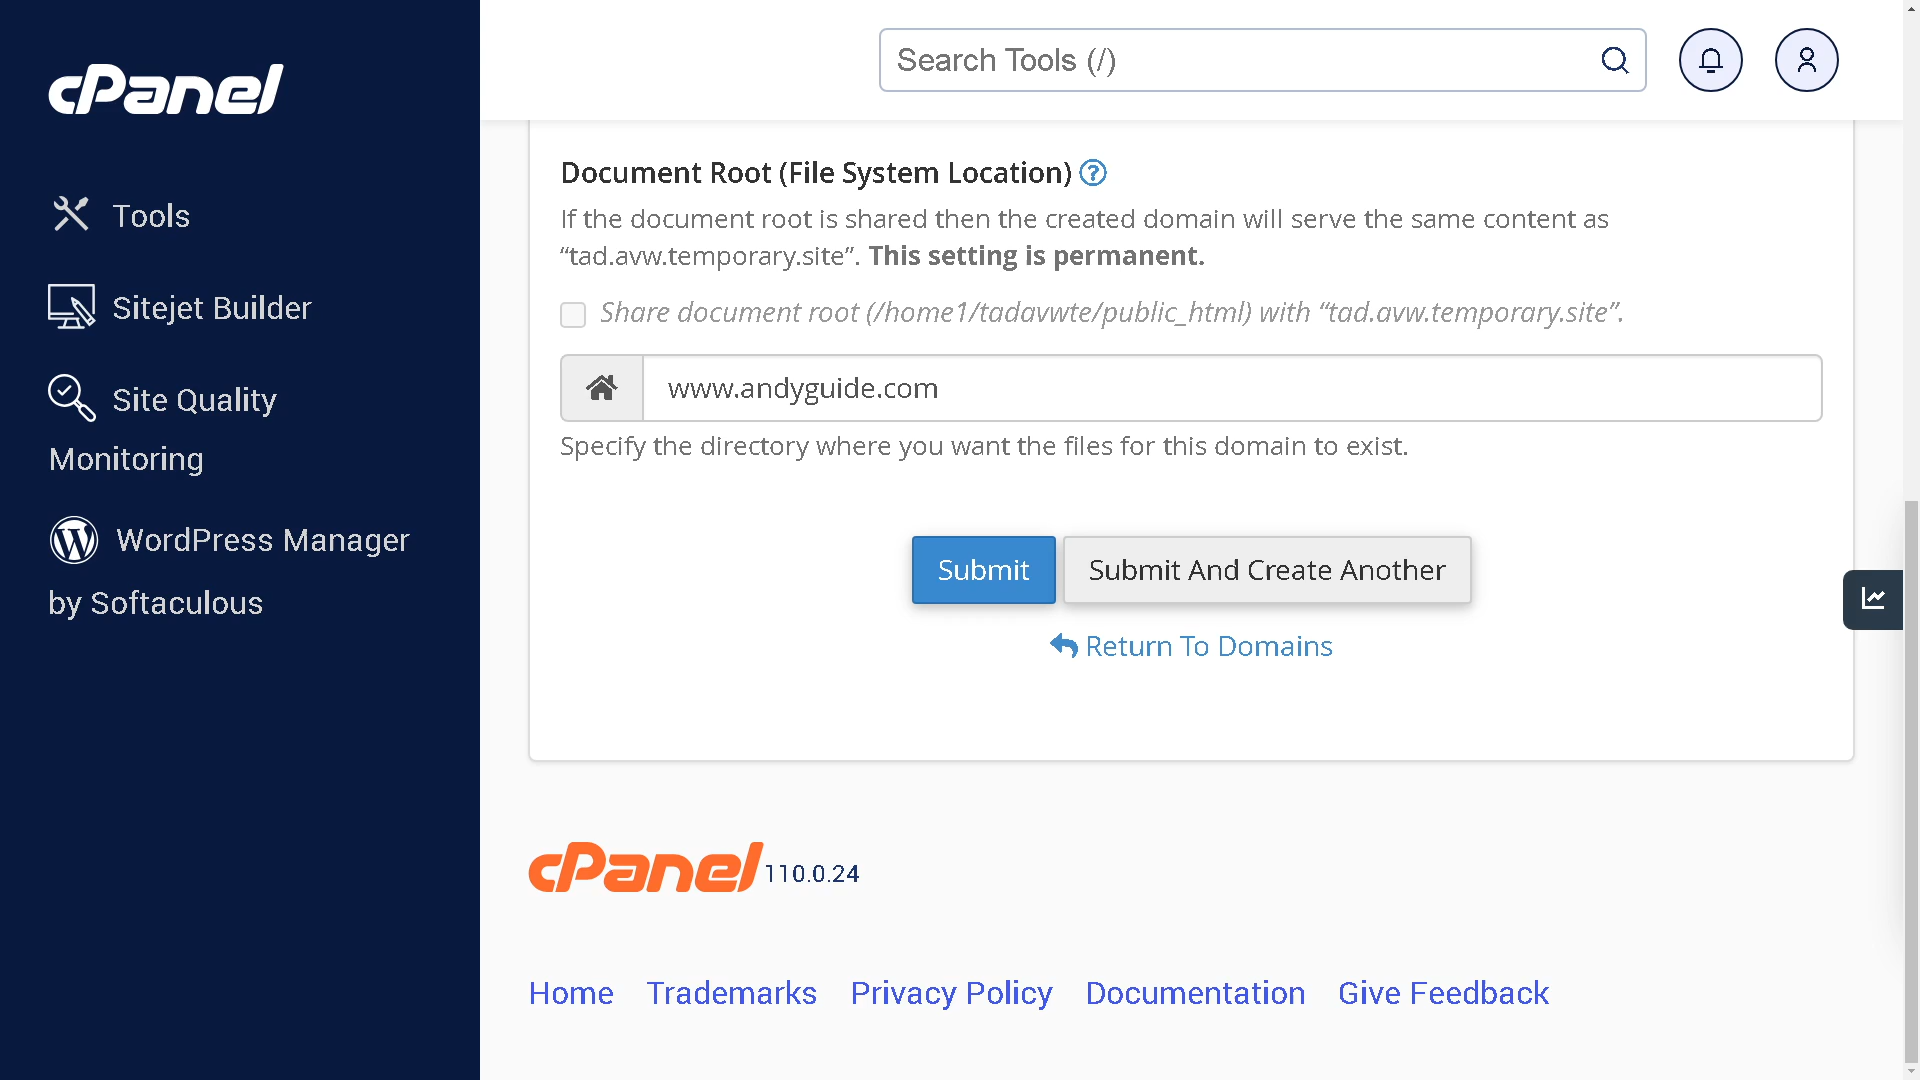 cPanel
Search Tools (/)
Tools
Sitejet Builder
Site Quality
Monitoring
WordPress Manager
by Softaculous
Document Root (File System Location)
If the document root is shared then the created domain will serve the same content as
“tad.avw.temporary.site”. This setting is permanent.
Share document root (/home1/tadavwte/public_html) with “tad.avw.temporary.site”.
www.andyguide.com
Specify the directory where you want the files for this domain to exist.
Submit Submit And Create Another
Return To Domains
cPanel 110.0.24
Home Trademarks Privacy Policy Documentation Give Feedback